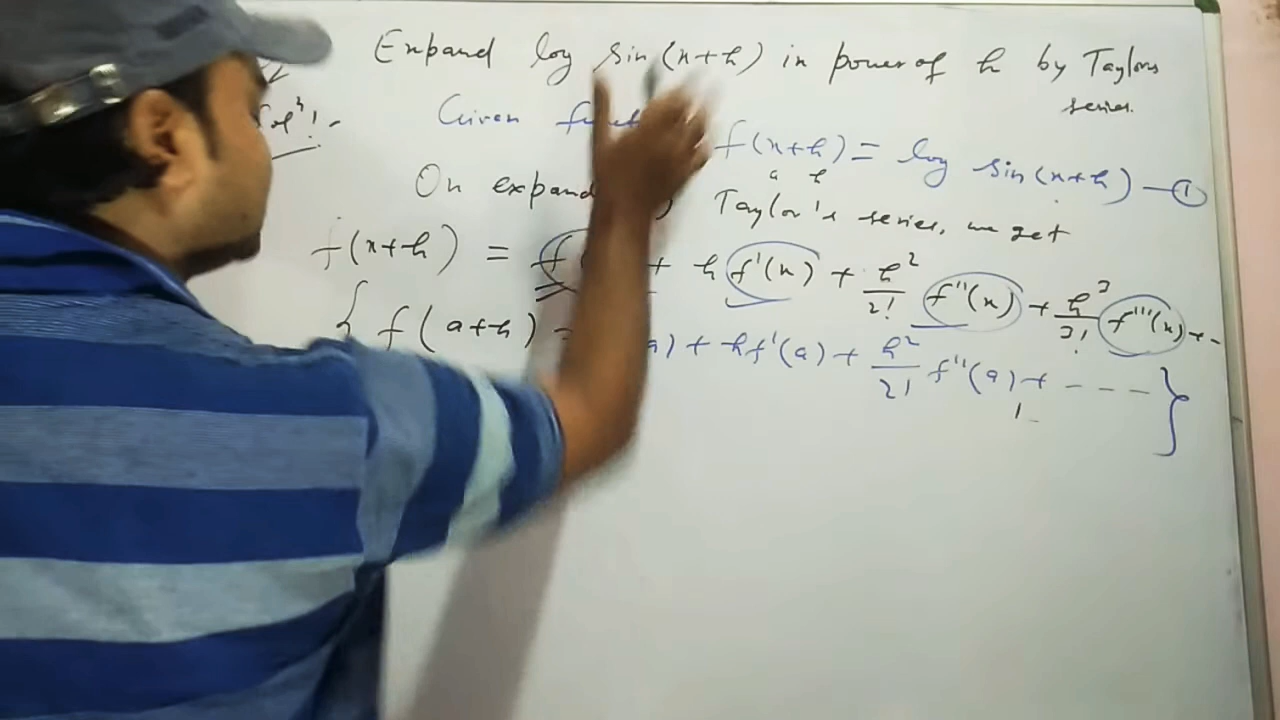 Expand log sin(x+h) in power of h by Taylors
series.
Soln! -
Given f(x+h) = log sin(x+h) — ①
a h
On expand Taylor's series, we get
f(x+h) = f + h f'(x) + h²/2! f''(x) + h³/3! f'''(x) + --
{ f(a+h) = a) + hf'(a) + h²/2! f''(a) + - - - - }